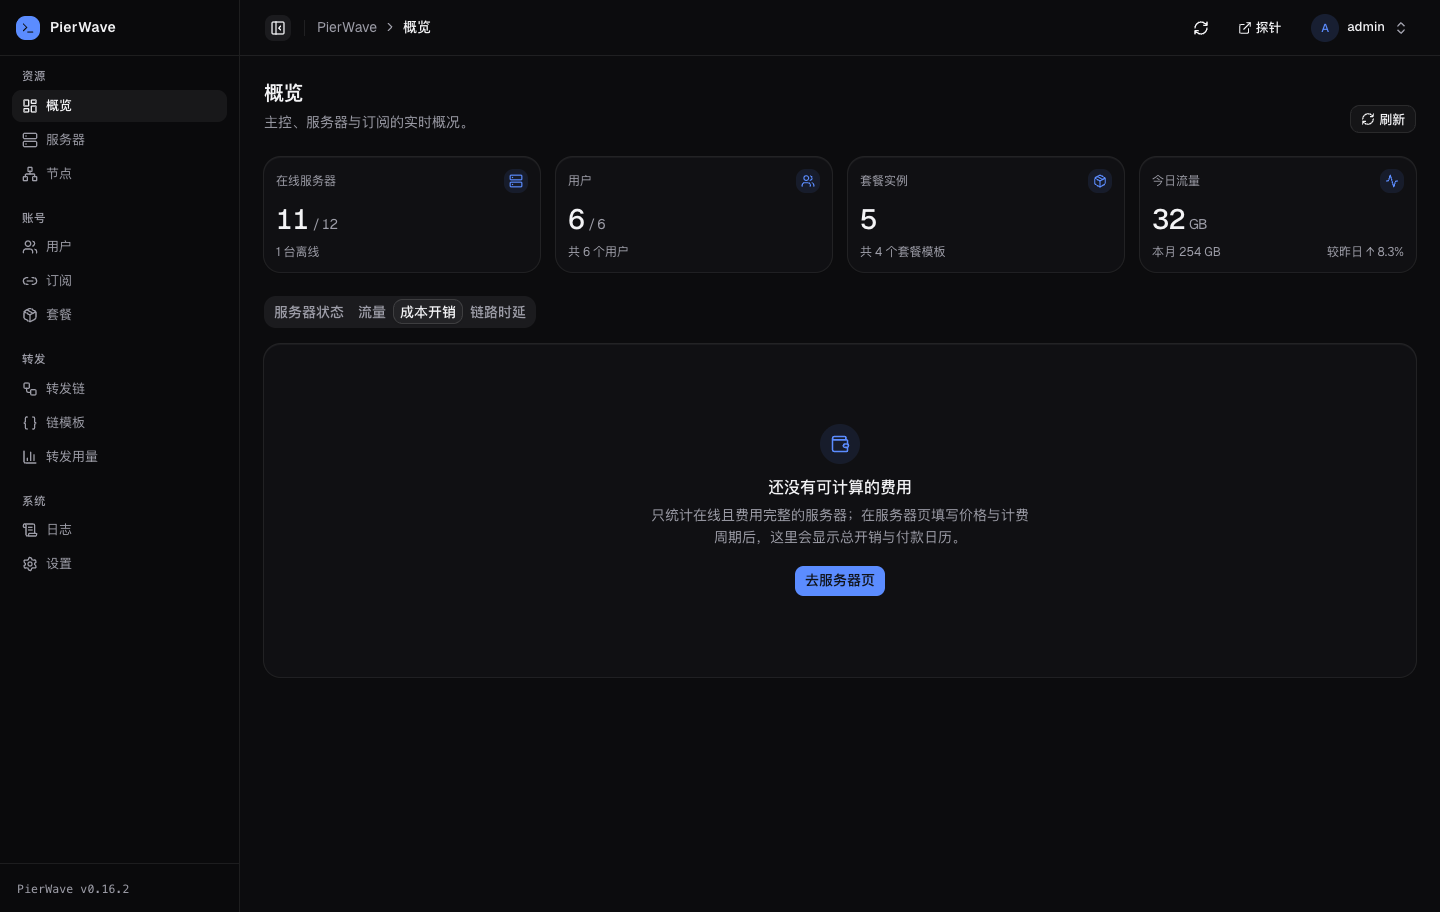 PierWave
PierWave
概览
探针
A
admin
资源
概览
服务器
节点
账号
用户
订阅
套餐
转发
转发链
链模板
转发用量
系统
日志
设置
PierWave v0.16.2
概览
主控、服务器与订阅的实时概况。
刷新
在线服务器
11 / 12
1 台离线
用户
6 / 6
共 6 个用户
套餐实例
5
共 4 个套餐模板
今日流量
32 GB
本月 254 GB
较昨日 ↑ 8.3%
服务器状态
流量
成本开销
链路时延
还没有可计算的费用
只统计在线且费用完整的服务器；在服务器页填写价格与计费
周期后，这里会显示总开销与付款日历。
去服务器页